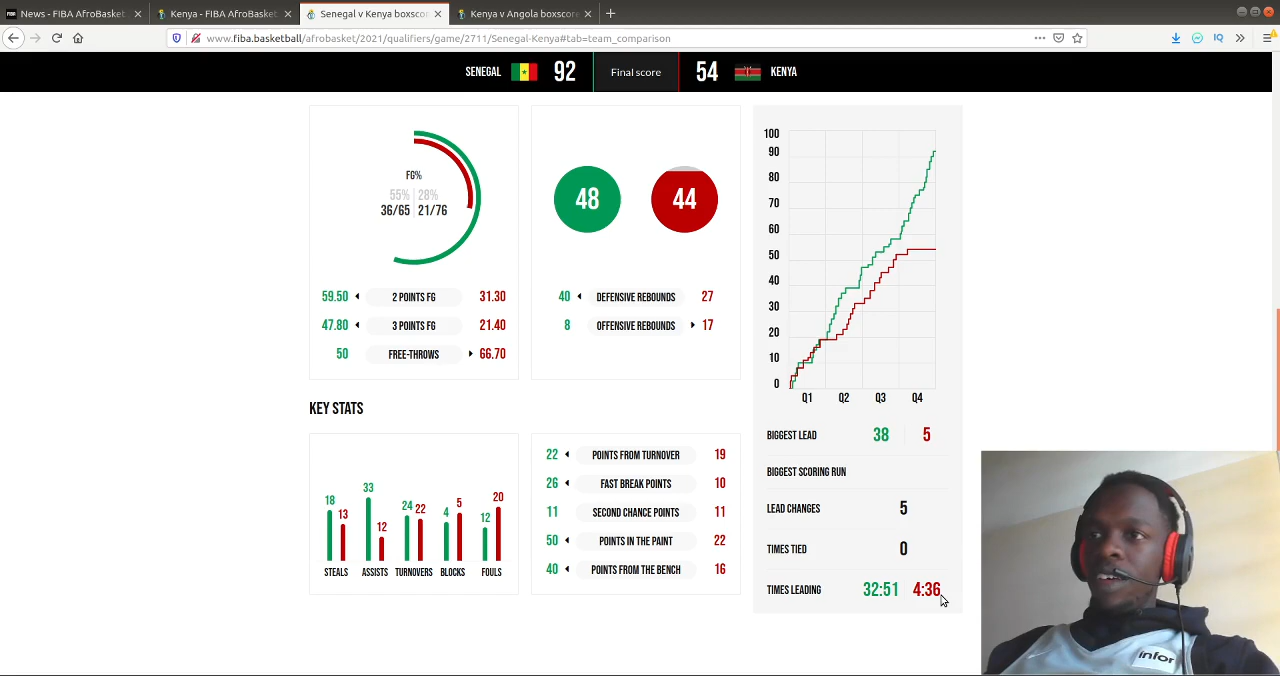 News - FIBA AfroBasket
Kenya - FIBA AfroBasket
Senegal v Kenya boxscore
Kenya v Angola boxscore
www.fiba.basketball/afrobasket/2021/qualifiers/game/2711/Senegal-Kenya#tab=team_comparison
SENEGAL 92 Final score 54 KENYA
FG%
55% 28%
36/65 21/76
59.50 2 POINTS FG 31.30
47.80 3 POINTS FG 21.40
50 FREE-THROWS 66.70
48 44
40 DEFENSIVE REBOUNDS 27
8 OFFENSIVE REBOUNDS 17
100
90
80
70
60
50
40
30
20
10
0
Q1 Q2 Q3 Q4
BIGGEST LEAD 38 5
BIGGEST SCORING RUN
LEAD CHANGES 5
TIMES TIED 0
TIMES LEADING 32:51 4:36
KEY STATS
18 13 33 12 24 22 4 5 12 20
STEALS ASSISTS TURNOVERS BLOCKS FOULS
22 POINTS FROM TURNOVER 19
26 FAST BREAK POINTS 10
11 SECOND CHANCE POINTS 11
50 POINTS IN THE PAINT 22
40 POINTS FROM THE BENCH 16
infor